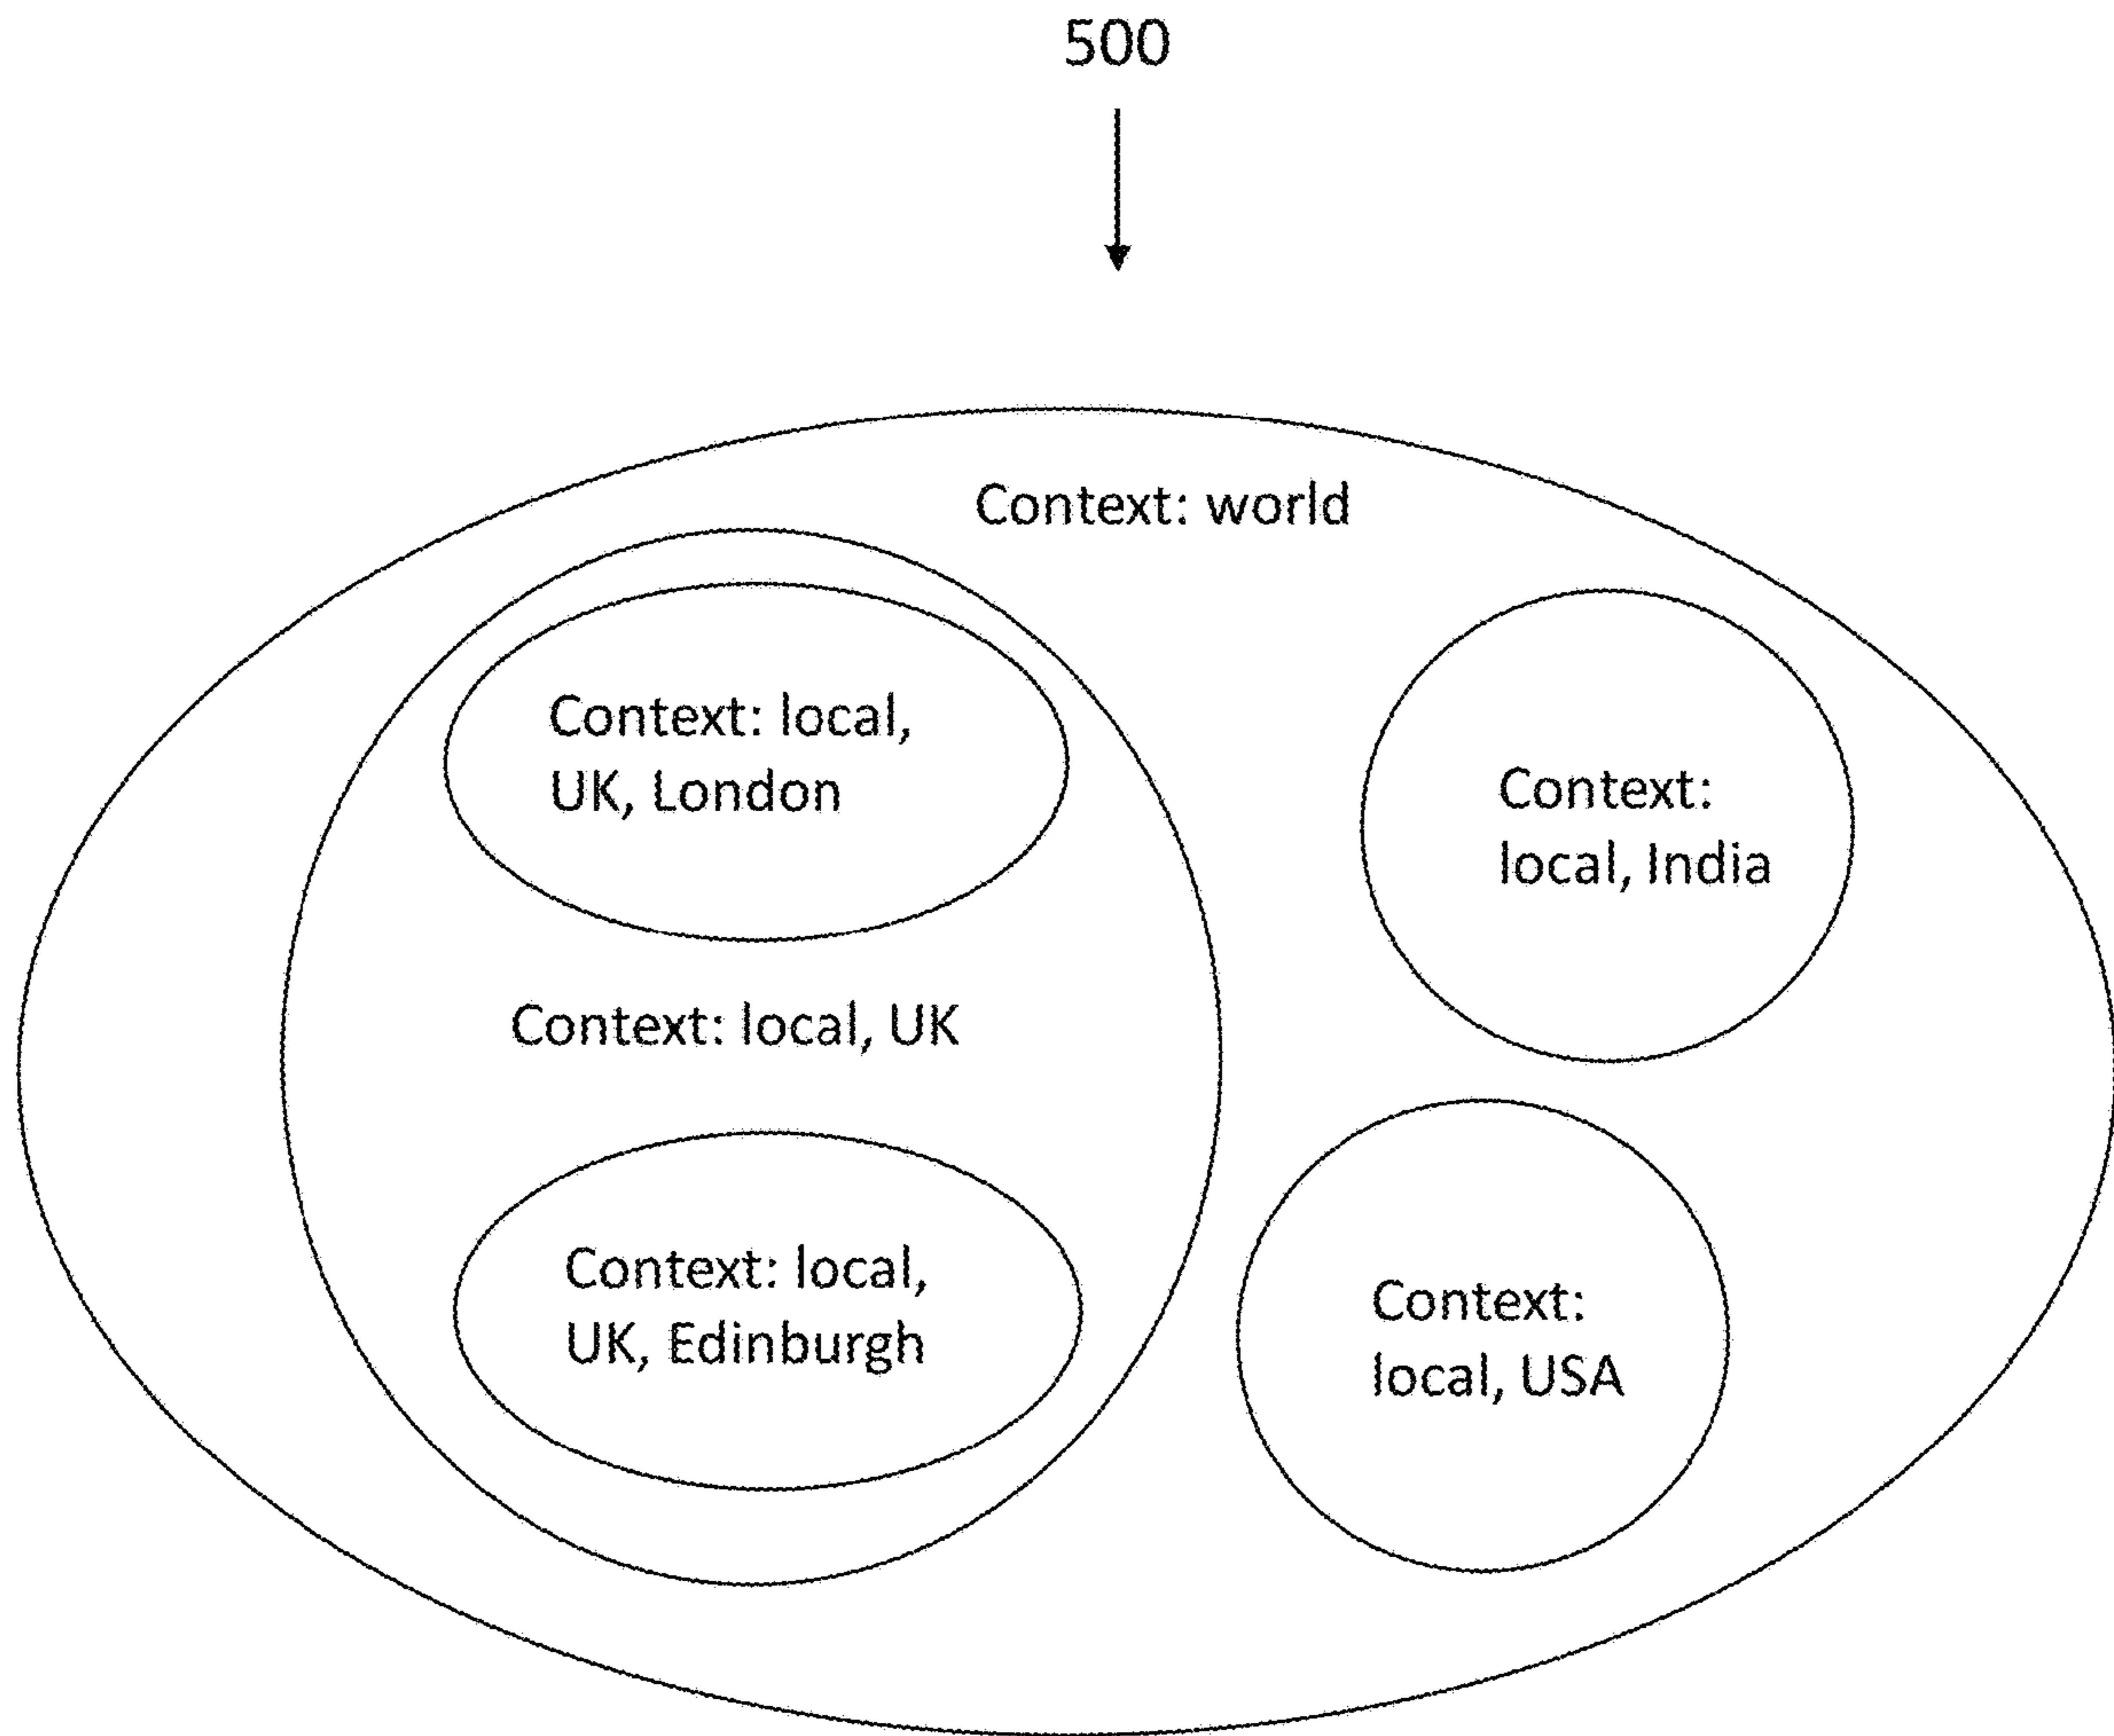 500
Context: world
Context: local,
UK, London
Context:
local, India
Context: local, UK
Context: local,
UK, Edinburgh
Context:
local, USA